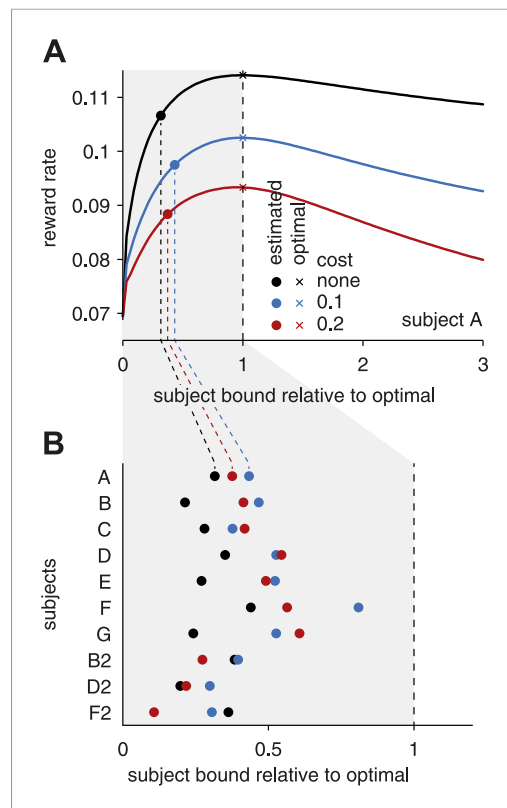 A
reward rate
0.11
0.1
0.09
0.08
0.07
estimated
optimal
cost
none
0.1
0.2
subject A
0
1
2
3
subject bound relative to optimal
B
subjects
A
B
C
D
E
F
G
B2
D2
F2
0
0.5
1
subject bound relative to optimal